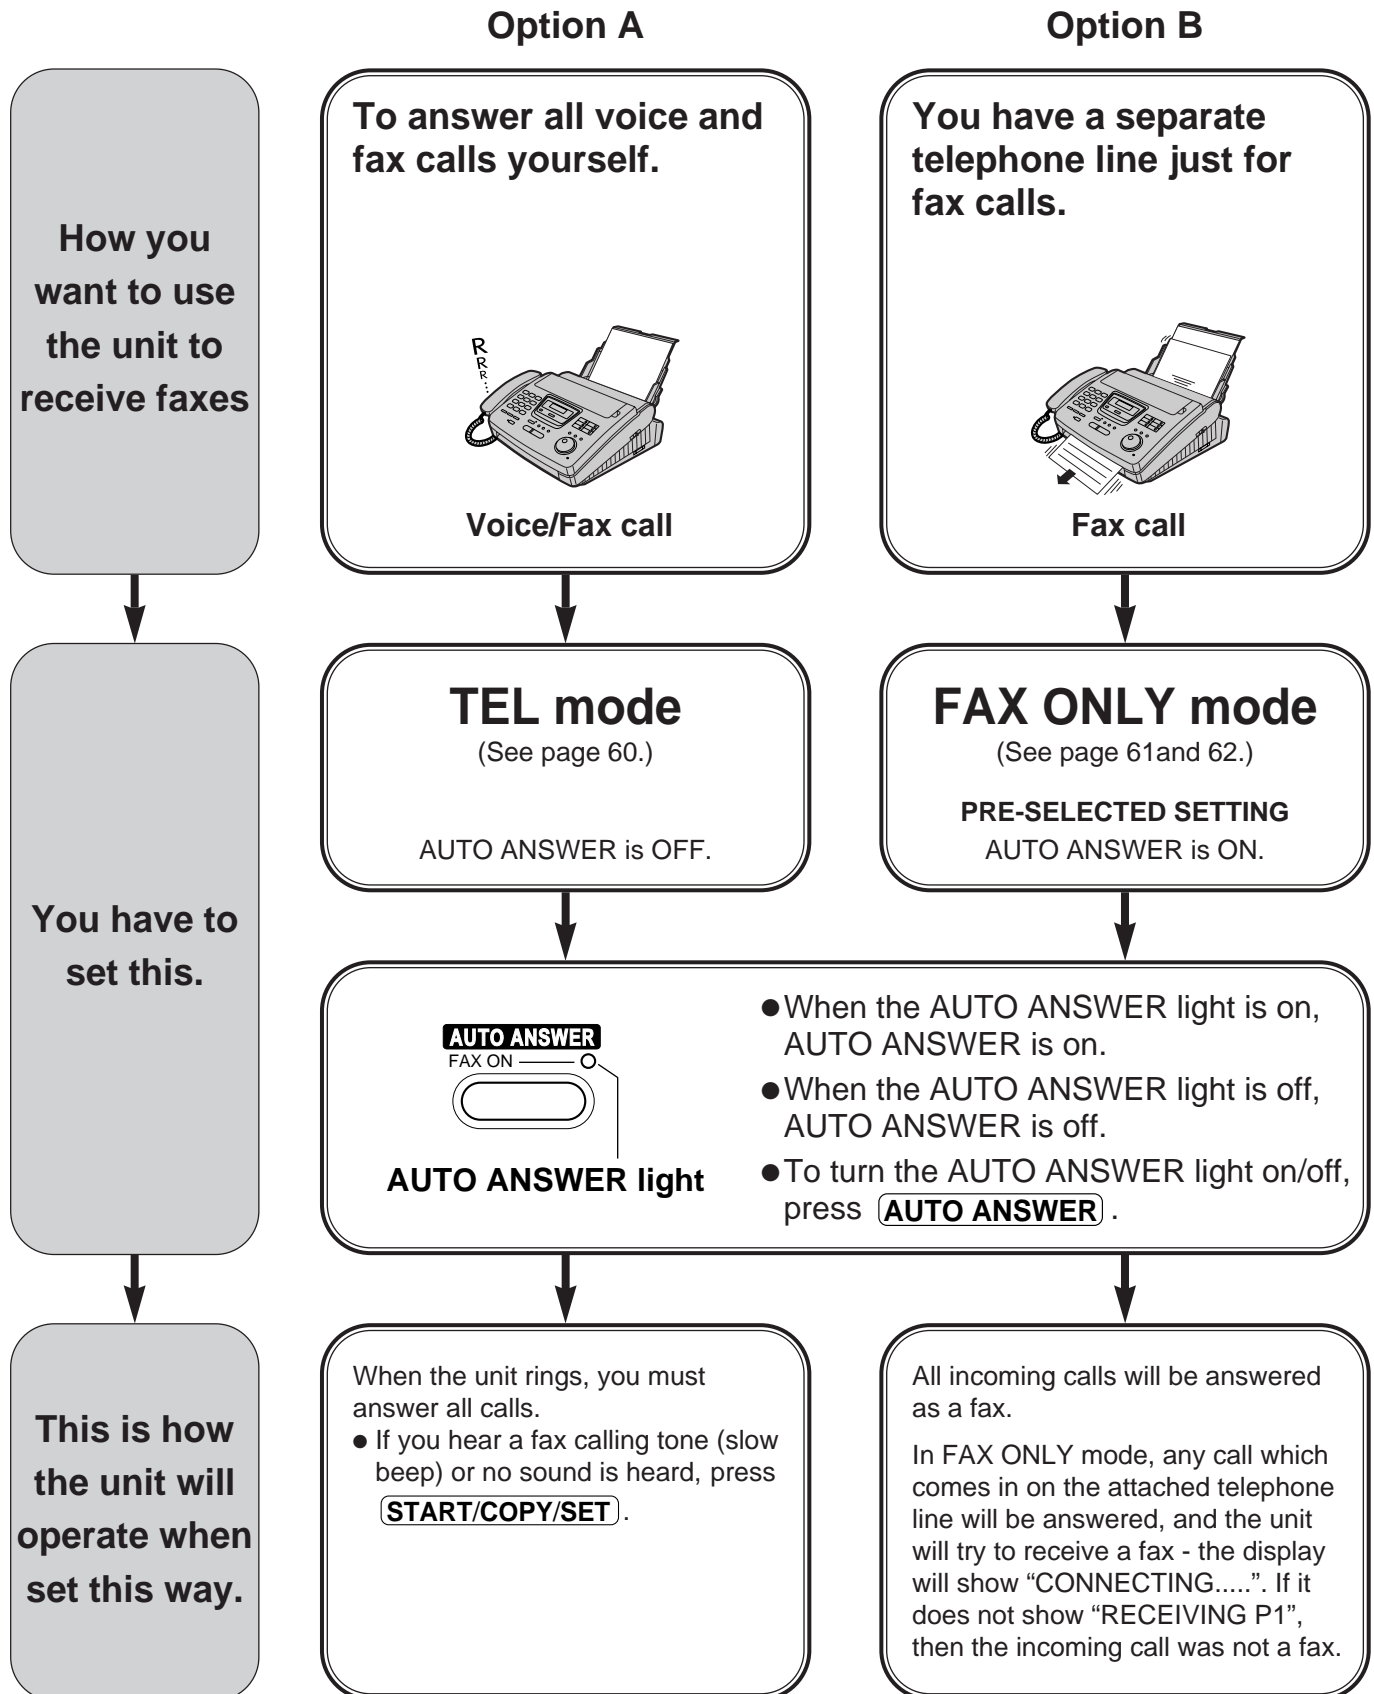 Option A
Option B
How you
want to use
the unit to
receive faxes
To answer all voice and
fax calls yourself.
R
R
R
Voice/Fax call
You have a separate
telephone line just for
fax calls.
Fax call
You have to
set this.
TEL mode
(See page 60.)
AUTO ANSWER is OFF.
FAX ONLY mode
(See page 61and 62.)
PRE-SELECTED SETTING
AUTO ANSWER is ON.
AUTO ANSWER
FAX ON
AUTO ANSWER light
●When the AUTO ANSWER light is on,
AUTO ANSWER is on.
●When the AUTO ANSWER light is off,
AUTO ANSWER is off.
●To turn the AUTO ANSWER light on/off,
press AUTO ANSWER .
This is how
the unit will
operate when
set this way.
When the unit rings, you must
answer all calls.
● If you hear a fax calling tone (slow
beep) or no sound is heard, press
START/COPY/SET .
All incoming calls will be answered
as a fax.
In FAX ONLY mode, any call which
comes in on the attached telephone
line will be answered, and the unit
will try to receive a fax - the display
will show “CONNECTING.....”. If it
does not show “RECEIVING P1”,
then the incoming call was not a fax.